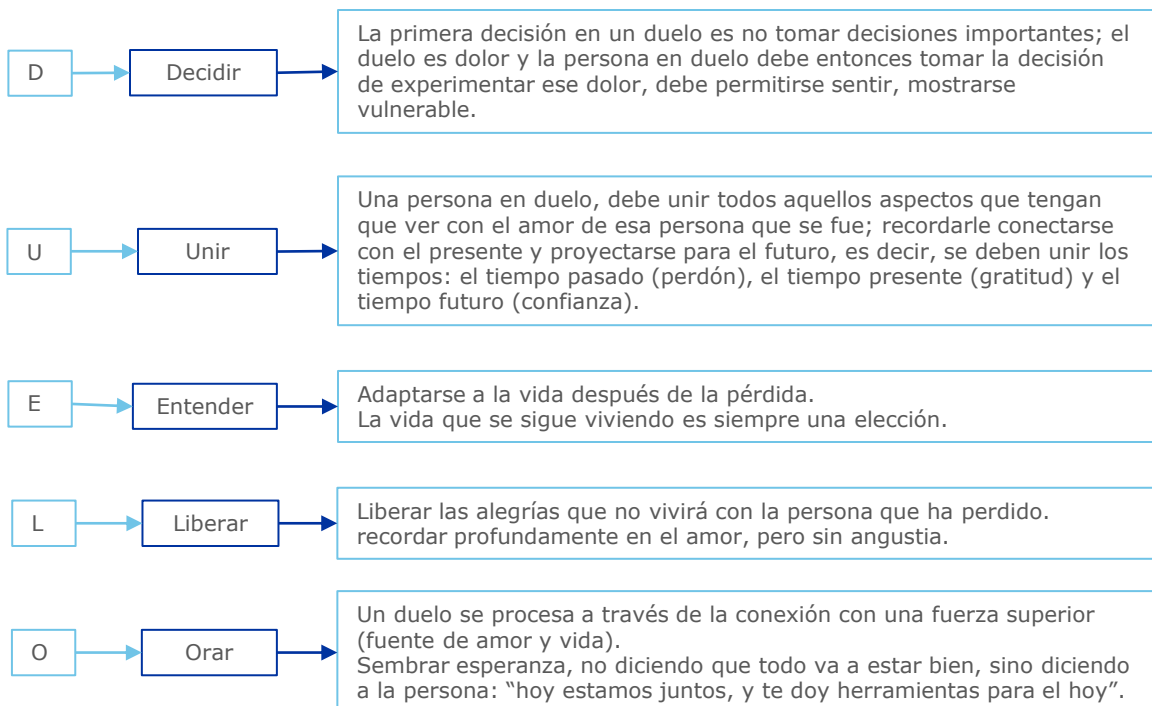 D
Decidir
La primera decisión en un duelo es no tomar decisiones importantes; el
duelo es dolor y la persona en duelo debe entonces tomar la decisión
de experimentar ese dolor, debe permitirse sentir, mostrarse
vulnerable.
U
Unir
Una persona en duelo, debe unir todos aquellos aspectos que tengan
que ver con el amor de esa persona que se fue; recordarle conectarse
con el presente y proyectarse para el futuro, es decir, se deben unir los
tiempos: el tiempo pasado (perdón), el tiempo presente (gratitud) y el
tiempo futuro (confianza).
E
Entender
Adaptarse a la vida después de la pérdida.
La vida que se sigue viviendo es siempre una elección.
L
Liberar
Liberar las alegrías que no vivirá con la persona que ha perdido.
recordar profundamente en el amor, pero sin angustia.
O
Orar
Un duelo se procesa a través de la conexión con una fuerza superior
(fuente de amor y vida).
Sembrar esperanza, no diciendo que todo va a estar bien, sino diciendo
a la persona: “hoy estamos juntos, y te doy herramientas para el hoy”.